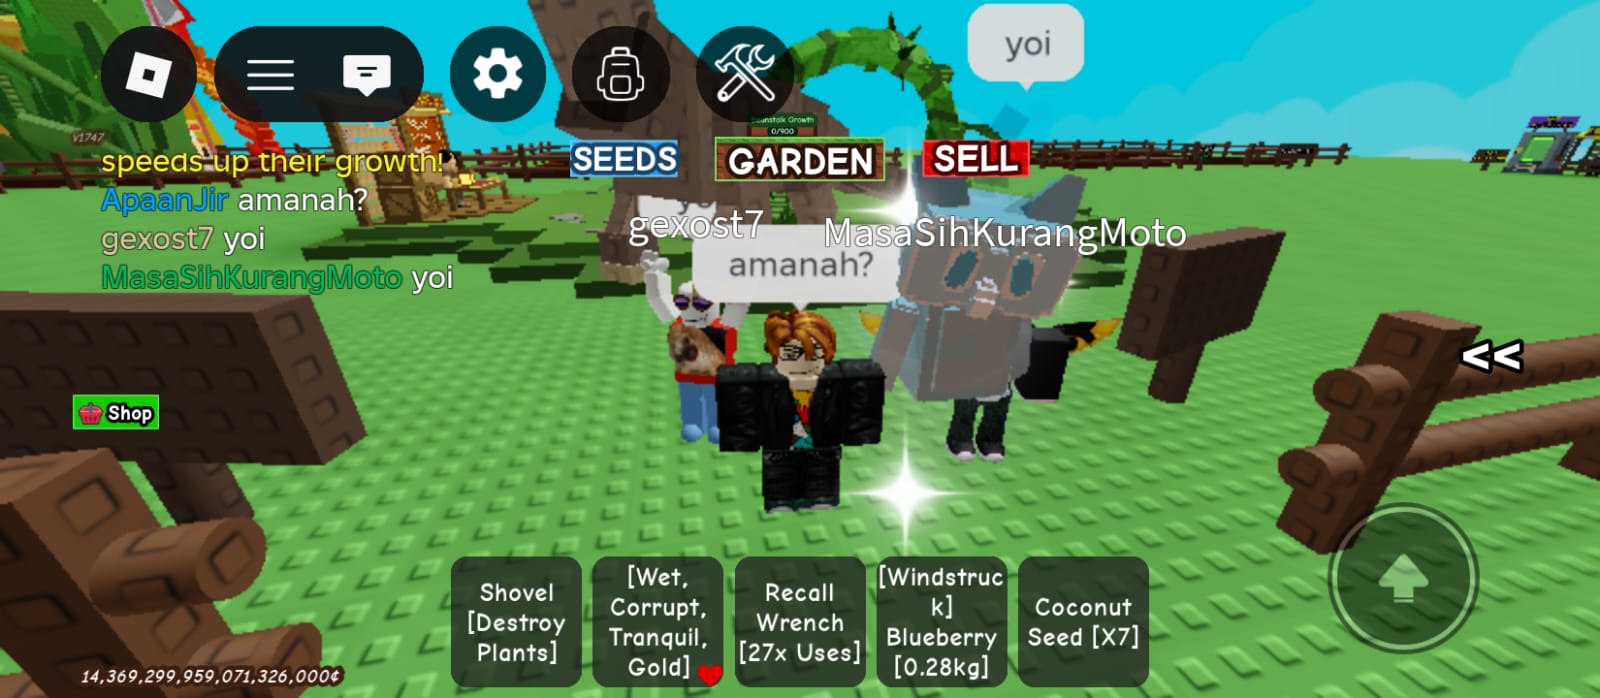 yoi
Beanstalk Growth
0/900
v1747
speeds up their growth!
SEEDS
GARDEN
SELL
ApaanJir amanah?
gexost7 yoi
MasaSihKurangMoto yoi
gexost7
MasaSihKurangMoto
amanah?
<<
Shop
Shovel
[Destroy
Plants]
[Wet,
Corrupt,
Tranquil,
Gold]
Recall
Wrench
[27x Uses]
[Windstruc
k]
Blueberry
[0.28kg]
Coconut
Seed [X7]
14,369,299,959,071,326,000¢